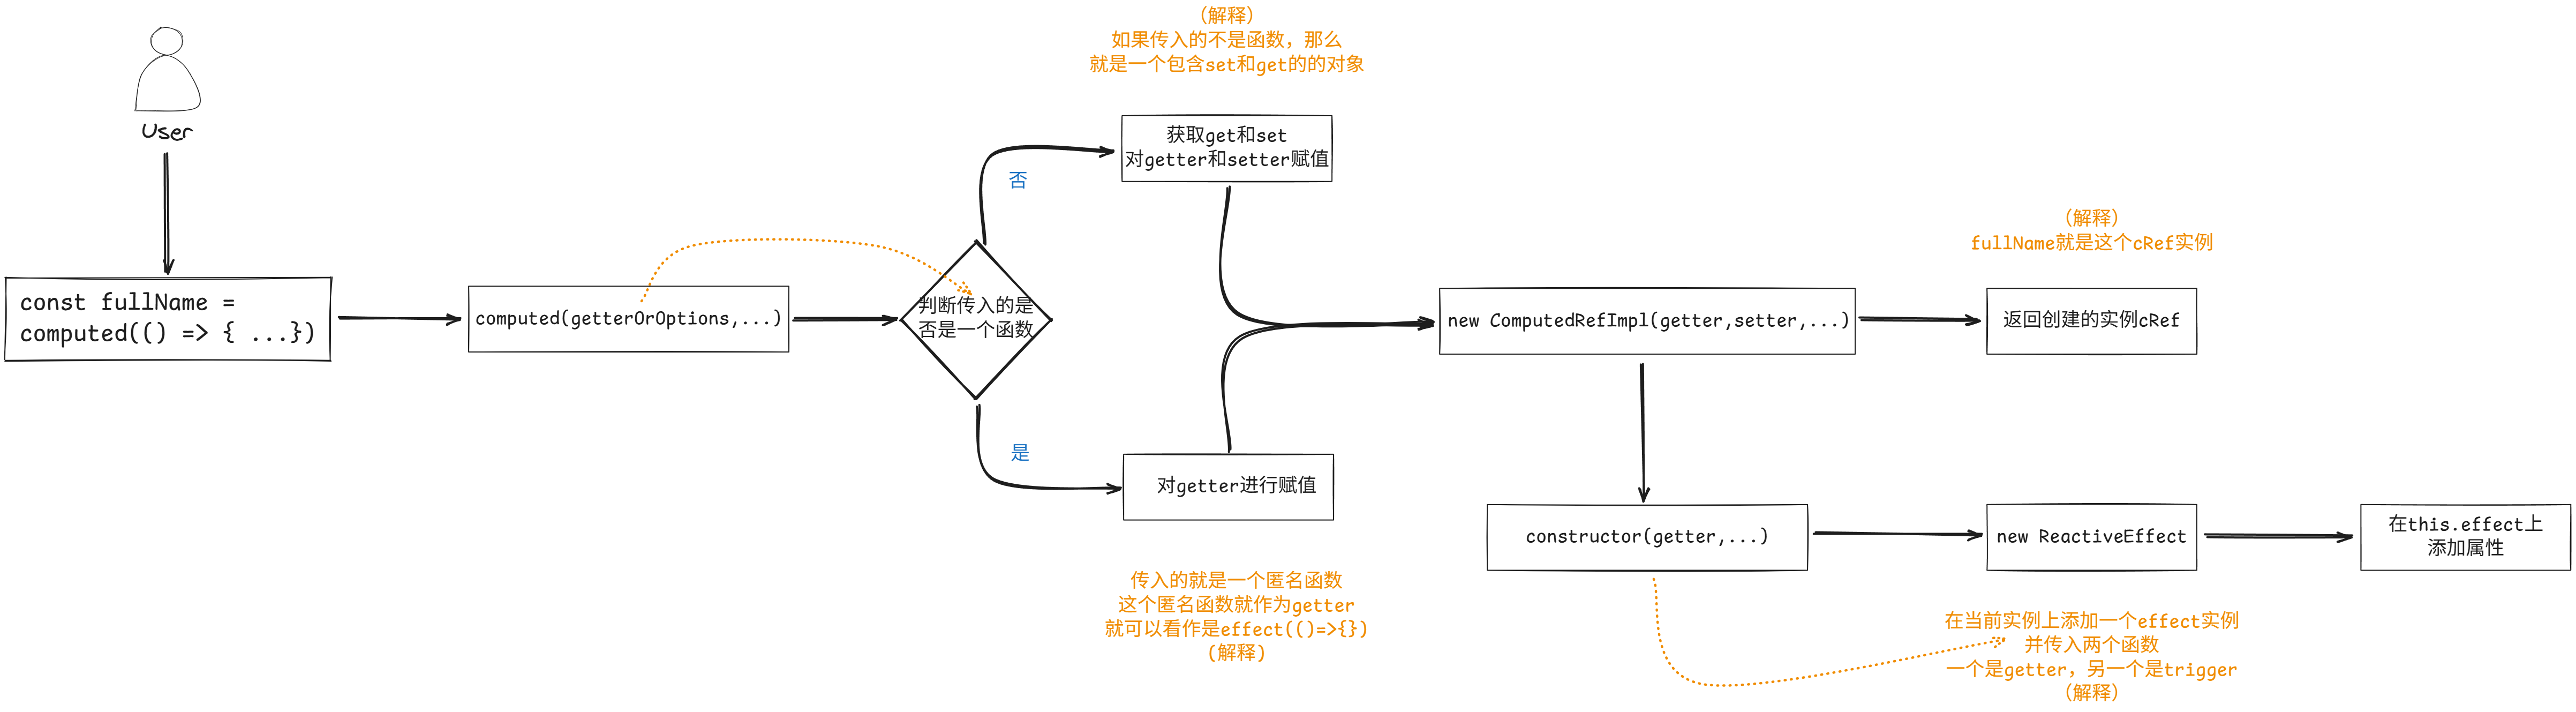 User
const fullName =
computed(() => { ...})
computed(getterOrOptions,...)
判断传入的是
否是一个函数
否
是
（解释）
如果传入的不是函数，那么
就是一个包含set和get的的对象
获取get和set
对getter和setter赋值
对getter进行赋值
传入的就是一个匿名函数
这个匿名函数就作为getter
就可以看作是effect(()=>{})
(解释)
new ComputedRefImpl(getter,setter,...)
（解释）
fullName就是这个cRef实例
返回创建的实例cRef
constructor(getter,...)
new ReactiveEffect
在this.effect上
添加属性
在当前实例上添加一个effect实例
并传入两个函数
一个是getter，另一个是trigger
（解释）